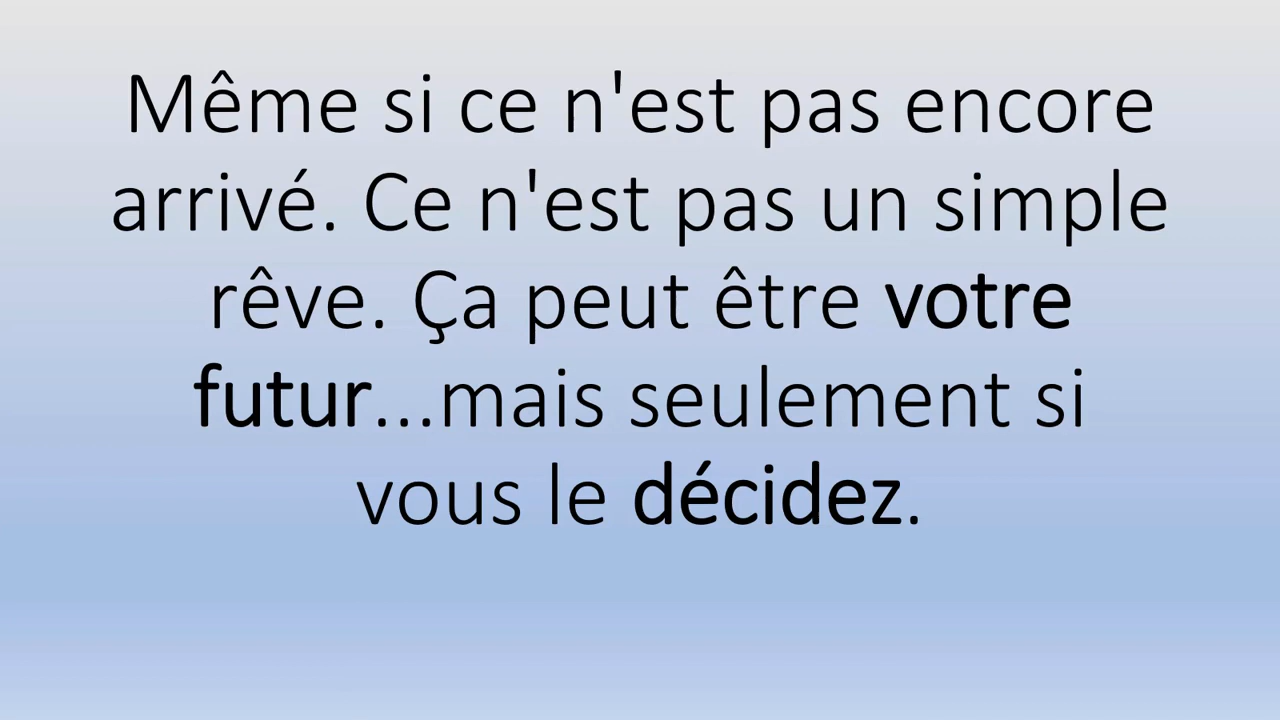 Même si ce n'est pas encore
arrivé. Ce n'est pas un simple
rêve. Ça peut être votre
futur...mais seulement si
vous le décidez.